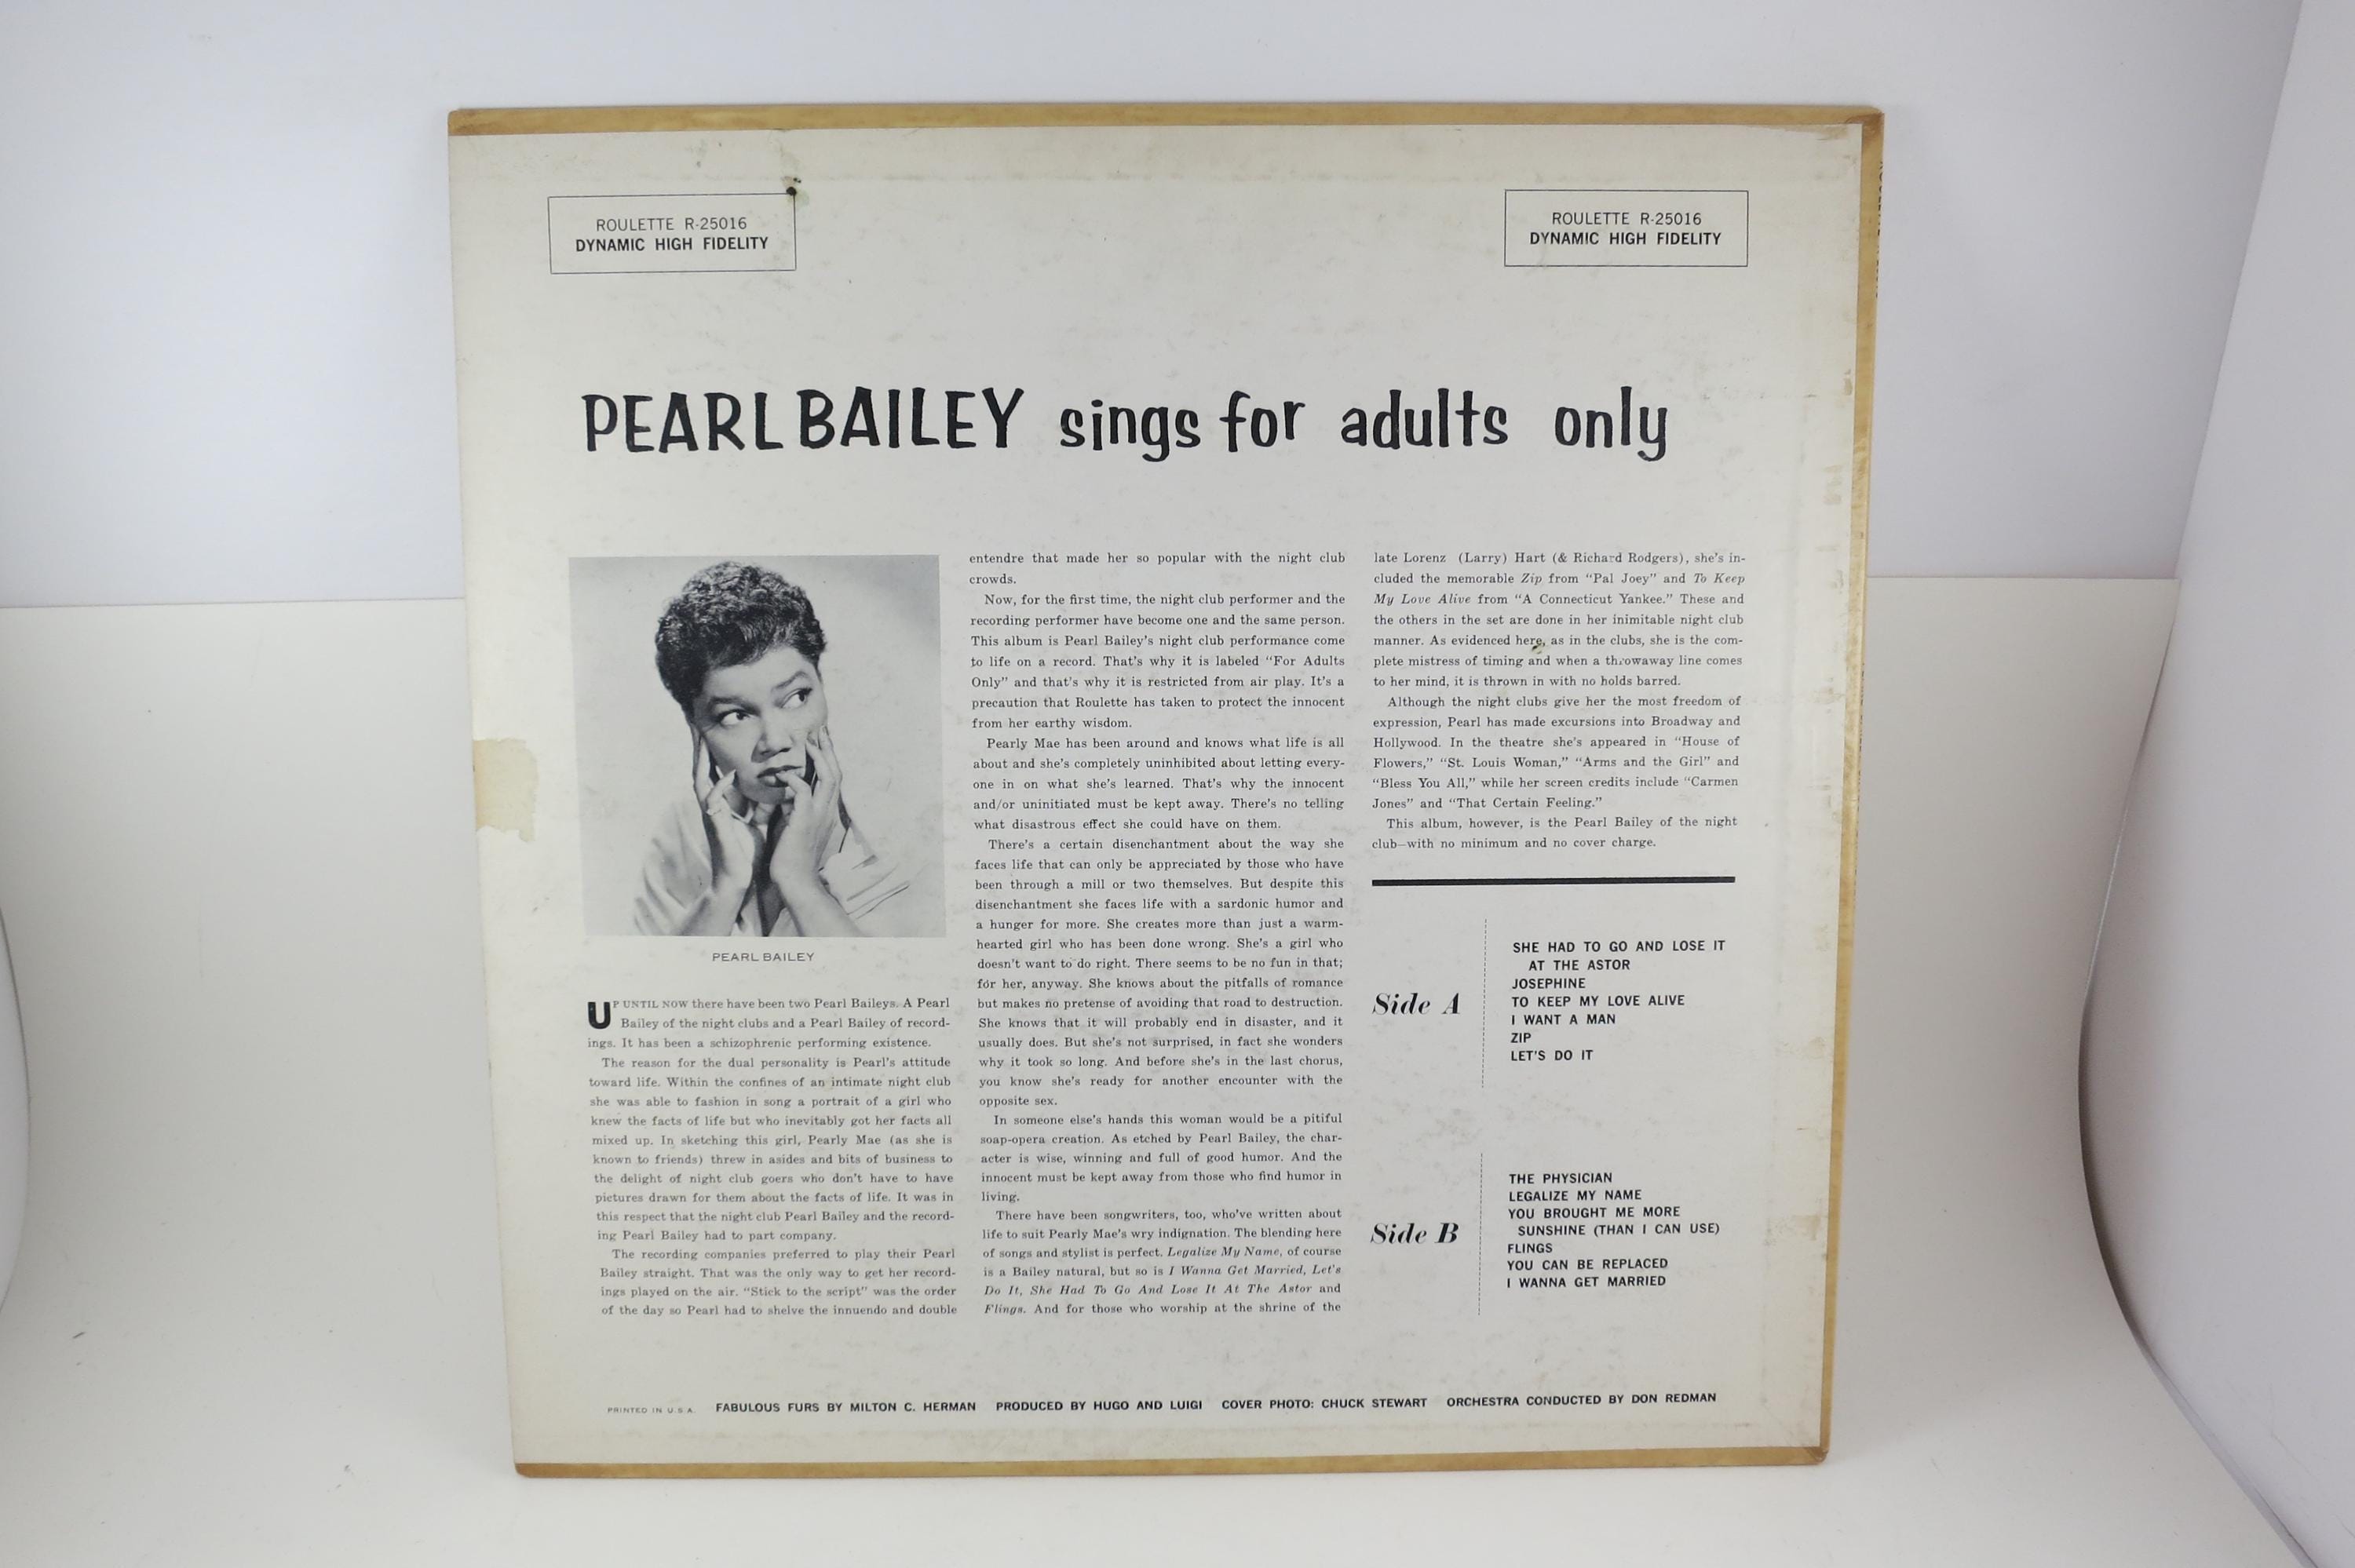 ROULETTE R-25016
DYNAMIC HIGH FIDELITY
ROULETTE R-25016
DYNAMIC HIGH FIDELITY
PEARL BAILEY sings for adults only
PEARL BAILEY
UP UNTIL NOW there have been two Pearl Baileys. A Pearl
Bailey of the night clubs and a Pearl Bailey of record-
ings. It has been a schizophrenic performing existence.
The reason for the dual personality is Pearl's attitude
toward life. Within the confines of an intimate night club
she was able to fashion in song a portrait of a girl who
knew the facts of life but who inevitably got her facts all
mixed up. In sketching this girl, Pearly Mae (as she is
known to friends) threw in asides and bits of business to
the delight of night club goers who don't have to have
pictures drawn for them about the facts of life. It was in
this respect that the night club Pearl Bailey and the record-
ing Pearl Bailey had to part company.
The recording companies preferred to play their Pearl
Bailey straight. That was the only way to get her record-
ings played on the air. "Stick to the script" was the order
of the day so Pearl had to shelve the innuendo and double
entendre that made her so popular with the night club
crowds.
Now, for the first time, the night club performer and the
recording performer have become one and the same person.
This album is Pearl Bailey's night club performance come
to life on a record. That's why it is labeled "For Adults
Only" and that's why it is restricted from air play. It's a
precaution that Roulette has taken to protect the innocent
from her earthy wisdom.
Pearly Mae has been around and knows what life is all
about and she's completely uninhibited about letting every-
one in on what she's learned. That's why the innocent
and/or uninitiated must be kept away. There's no telling
what disastrous effect she could have on them.
There's a certain disenchantment about the way she
faces life that can only be appreciated by those who have
been through a mill or two themselves. But despite this
disenchantment she faces life with a sardonic humor and
a hunger for more. She creates more than just a warm-
hearted girl who has been done wrong. She's a girl who
doesn't want to do right. There seems to be no fun in that;
for her, anyway. She knows about the pitfalls of romance
but makes no pretense of avoiding that road to destruction.
She knows that it will probably end in disaster, and it
usually does. But she's not surprised, in fact she wonders
why it took so long. And before she's in the last chorus,
you know she's ready for another encounter with the
opposite sex.
In someone else's hands this woman would be a pitiful
soap-opera creation. As etched by Pearl Bailey, the char-
acter is wise, winning and full of good humor. And the
innocent must be kept away from those who find humor in
living.
There have been songwriters, too, who've written about
life to suit Pearly Mae's wry indignation. The blending here
of songs and stylist is perfect. Legalize My Name, of course
is a Bailey natural, but so is I Wanna Get Married, Let's
Do It, She Had To Go And Lose It At The Astor and
Flings. And for those who worship at the shrine of the
late Lorenz (Larry) Hart (& Richard Rodgers), she's in-
cluded the memorable Zip from "Pal Joey" and To Keep
My Love Alive from "A Connecticut Yankee." These and
the others in the set are done in her inimitable night club
manner. As evidenced here, as in the clubs, she is the com-
plete mistress of timing and when a throwaway line comes
to her mind, it is thrown in with no holds barred.
Although the night clubs give her the most freedom of
expression, Pearl has made excursions into Broadway and
Hollywood. In the theatre she's appeared in "House of
Flowers," "St. Louis Woman," "Arms and the Girl" and
"Bless You All," while her screen credits include "Carmen
Jones" and "That Certain Feeling."
This album, however, is the Pearl Bailey of the night
club—with no minimum and no cover charge.
Side A
SHE HAD TO GO AND LOSE IT
AT THE ASTOR
JOSEPHINE
TO KEEP MY LOVE ALIVE
I WANT A MAN
ZIP
LET'S DO IT
Side B
THE PHYSICIAN
LEGALIZE MY NAME
YOU BROUGHT ME MORE
SUNSHINE (THAN I CAN USE)
FLINGS
YOU CAN BE REPLACED
I WANNA GET MARRIED
PRINTED IN U.S.A. FABULOUS FURS BY MILTON C. HERMAN PRODUCED BY HUGO AND LUIGI COVER PHOTO: CHUCK STEWART ORCHESTRA CONDUCTED BY DON REDMAN